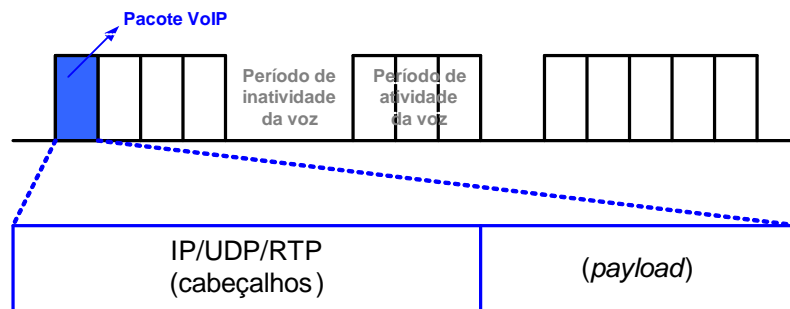 Pacote VoIP
Período de
inatividade
da voz
Período de
atividade
da voz
IP/UDP/RTP
(cabeçalhos)
(payload)